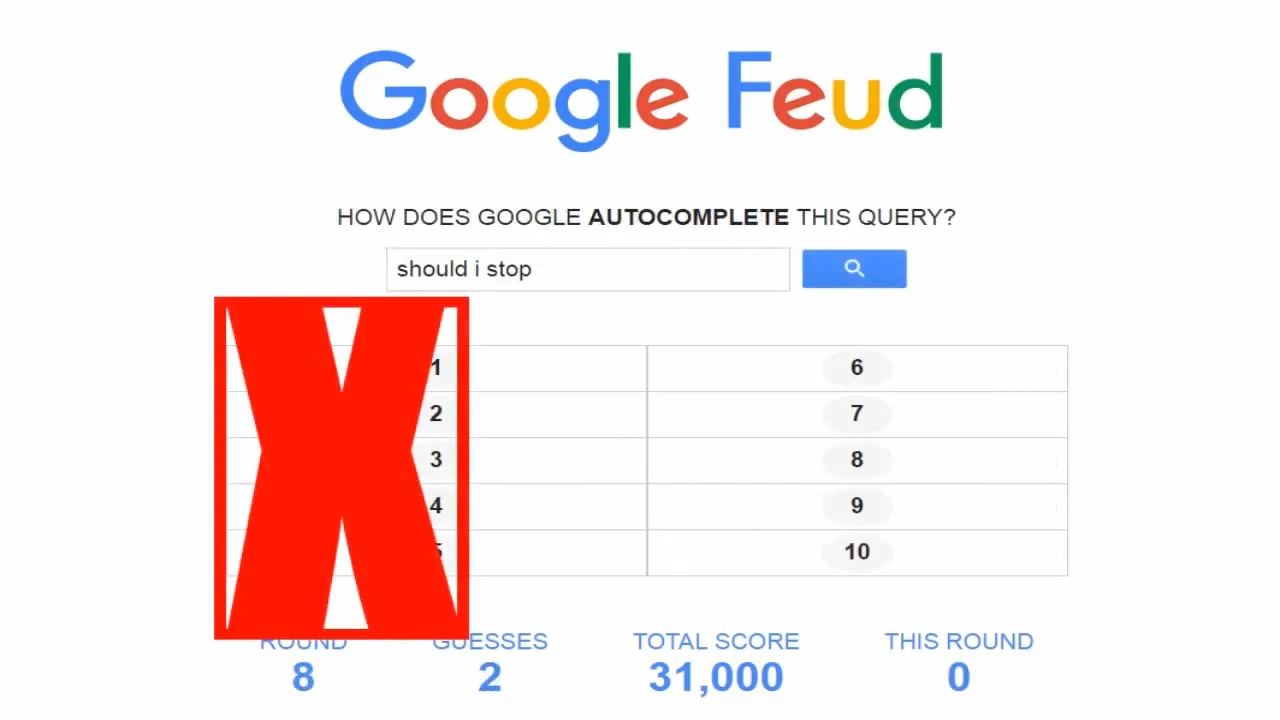 Google Feud
HOW DOES GOOGLE AUTOCOMPLETE THIS QUERY?
should i stop
X
1 6
2 7
3 8
4 9
5 10
ROUND GUESSES TOTAL SCORE THIS ROUND
8 2 31,000 0